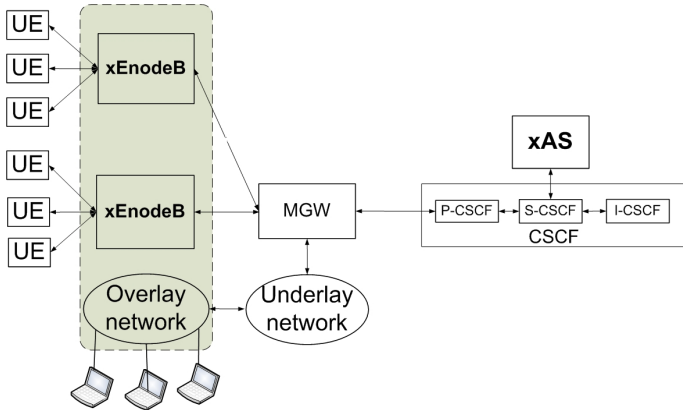 UE
UE
UE
xEnodeB
UE
UE
UE
xEnodeB
MGW
xAS
P-CSCF
S-CSCF
I-CSCF
CSCF
Overlay
network
Underlay
network